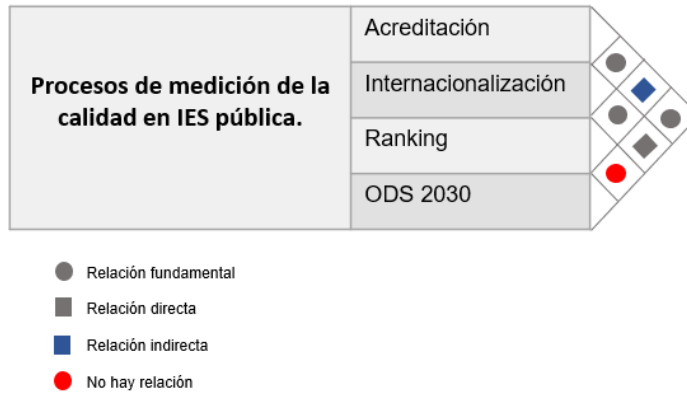 Procesos de medición de la
calidad en IES pública.
Acreditación
Internacionalización
Ranking
ODS 2030
Relación fundamental
Relación directa
Relación indirecta
No hay relación